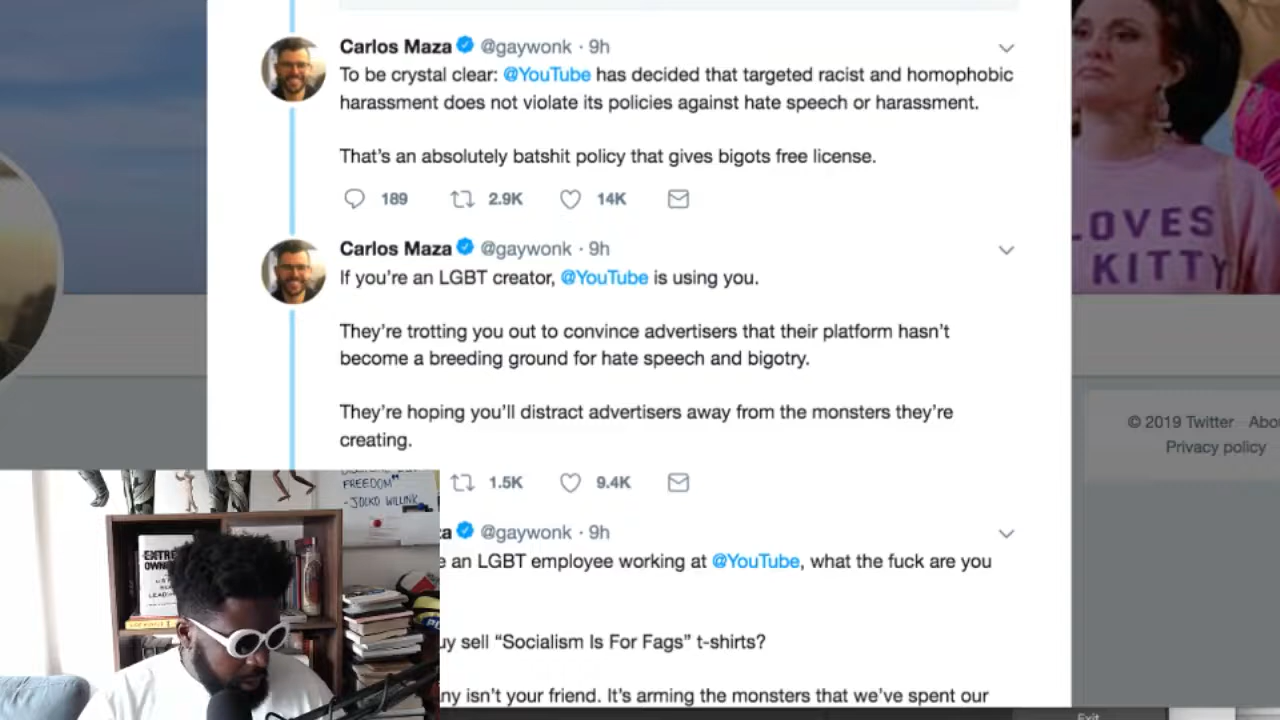 Carlos Maza @gaywonk · 9h
To be crystal clear: @YouTube has decided that targeted racist and homophobic
harassment does not violate its policies against hate speech or harassment.
That’s an absolutely batshit policy that gives bigots free license.
189 2.9K 14K
Carlos Maza @gaywonk · 9h
If you’re an LGBT creator, @YouTube is using you.
They’re trotting you out to convince advertisers that their platform hasn’t
become a breeding ground for hate speech and bigotry.
They’re hoping you’ll distract advertisers away from the monsters they’re
creating.
1.5K 9.4K
@gaywonk · 9h
an LGBT employee working at @YouTube, what the fuck are you
sell “Socialism Is For Fags” t-shirts?
isn’t your friend. It’s arming the monsters that we’ve spent our
LOVES
KITTY
© 2019 Twitter
Privacy policy
FREEDOM"
- JOCKO WILLINK
Exit